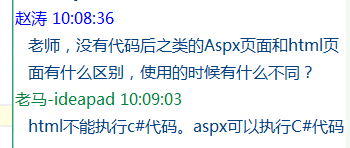 赵涛 10:08:36
老师，没有代码后之类的Aspx页面和html页
面有什么区别，使用的时候有什么不同？
老马-ideapad 10:09:03
html不能执行c#代码。aspx可以执行C#代码